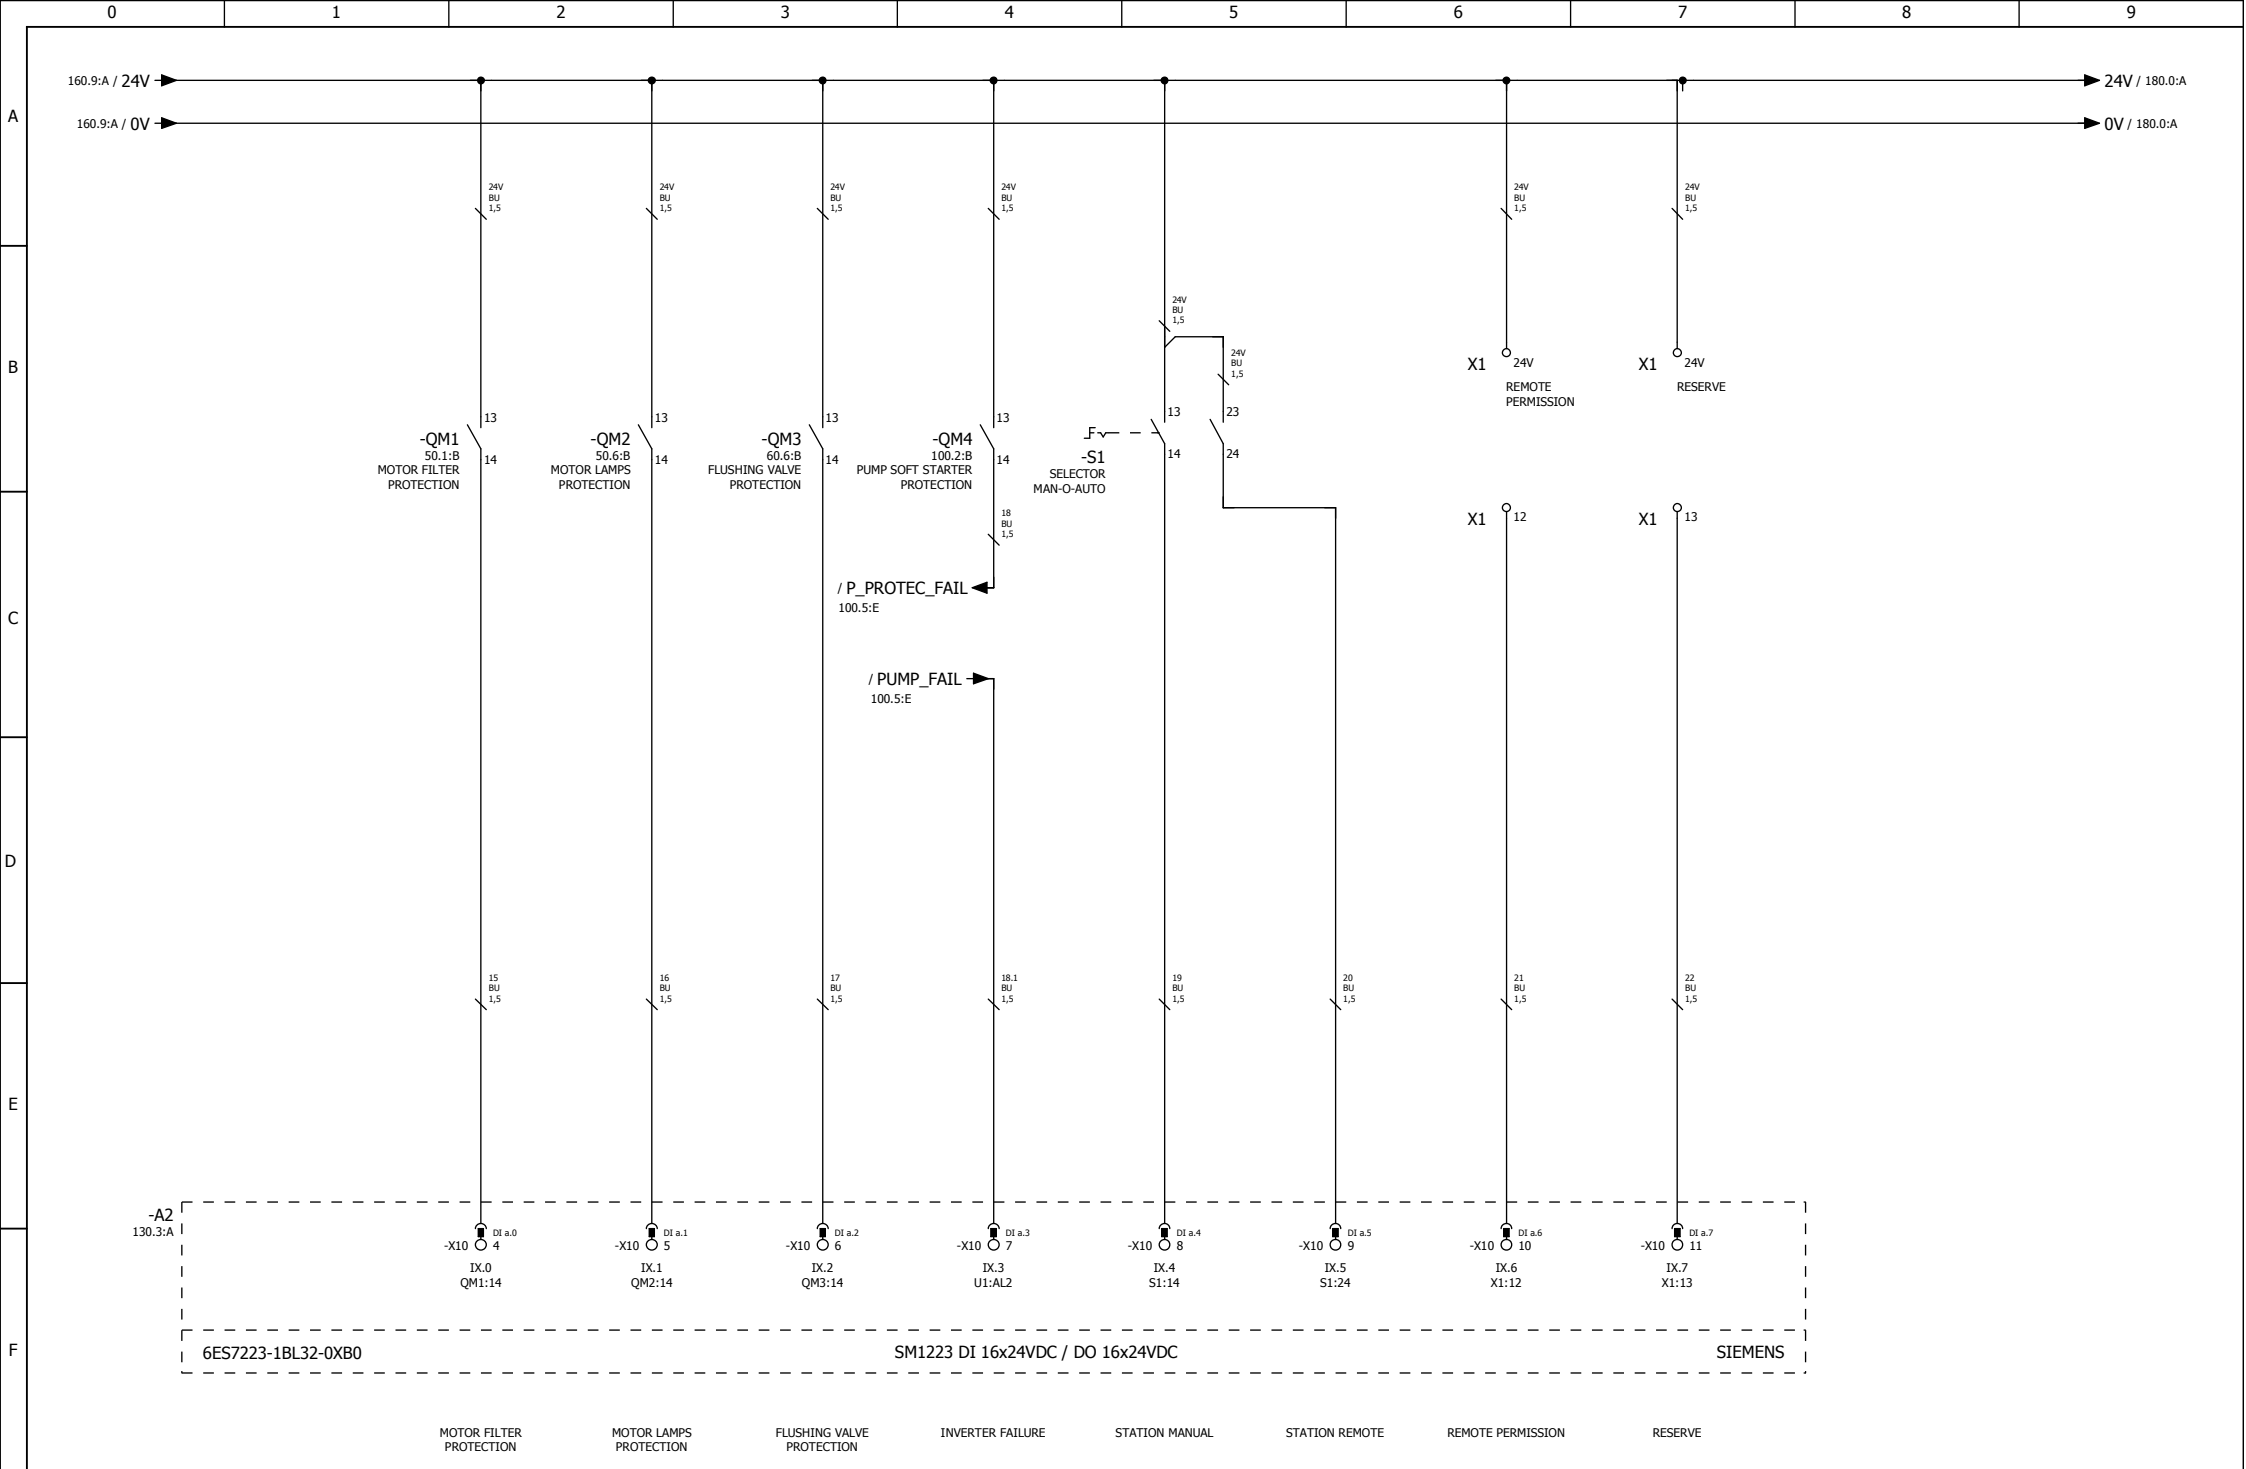 0 1 2 3 4 5 6 7 8 9
A
160.9:A / 24V
24V / 180.0:A
160.9:A / 0V
0V / 180.0:A
24V
BU
1,5
24V
BU
1,5
24V
BU
1,5
24V
BU
1,5
24V
BU
1,5
24V
BU
1,5
B
24V
BU
1,5
24V
BU
1,5
X1 24V
REMOTE
PERMISSION
X1 24V
RESERVE
13
-QM1
50.1:B
14
MOTOR FILTER
PROTECTION
13
-QM2
50.6:B
14
MOTOR LAMPS
PROTECTION
13
-QM3
60.6:B
14
FLUSHING VALVE
PROTECTION
13
-QM4
100.2:B
14
PUMP SOFT STARTER
PROTECTION
13 23
-S1
14 24
SELECTOR
MAN-O-AUTO
C
18
BU
1,5
X1 12
X1 13
/ P_PROTEC_FAIL
100.5:E
/ PUMP_FAIL
100.5:E
D
15
BU
1,5
16
BU
1,5
17
BU
1,5
18.1
BU
1,5
19
BU
1,5
20
BU
1,5
21
BU
1,5
22
BU
1,5
E
-A2
130.3:A
DI a.0
-X10 4
IX.0
QM1:14
DI a.1
-X10 5
IX.1
QM2:14
DI a.2
-X10 6
IX.2
QM3:14
DI a.3
-X10 7
IX.3
U1:AL2
DI a.4
-X10 8
IX.4
S1:14
DI a.5
-X10 9
IX.5
S1:24
DI a.6
-X10 10
IX.6
X1:12
DI a.7
-X10 11
IX.7
X1:13
F
6ES7223-1BL32-0XB0
SM1223 DI 16x24VDC / DO 16x24VDC
SIEMENS
MOTOR FILTER
PROTECTION
MOTOR LAMPS
PROTECTION
FLUSHING VALVE
PROTECTION
INVERTER FAILURE
STATION MANUAL
STATION REMOTE
REMOTE PERMISSION
RESERVE